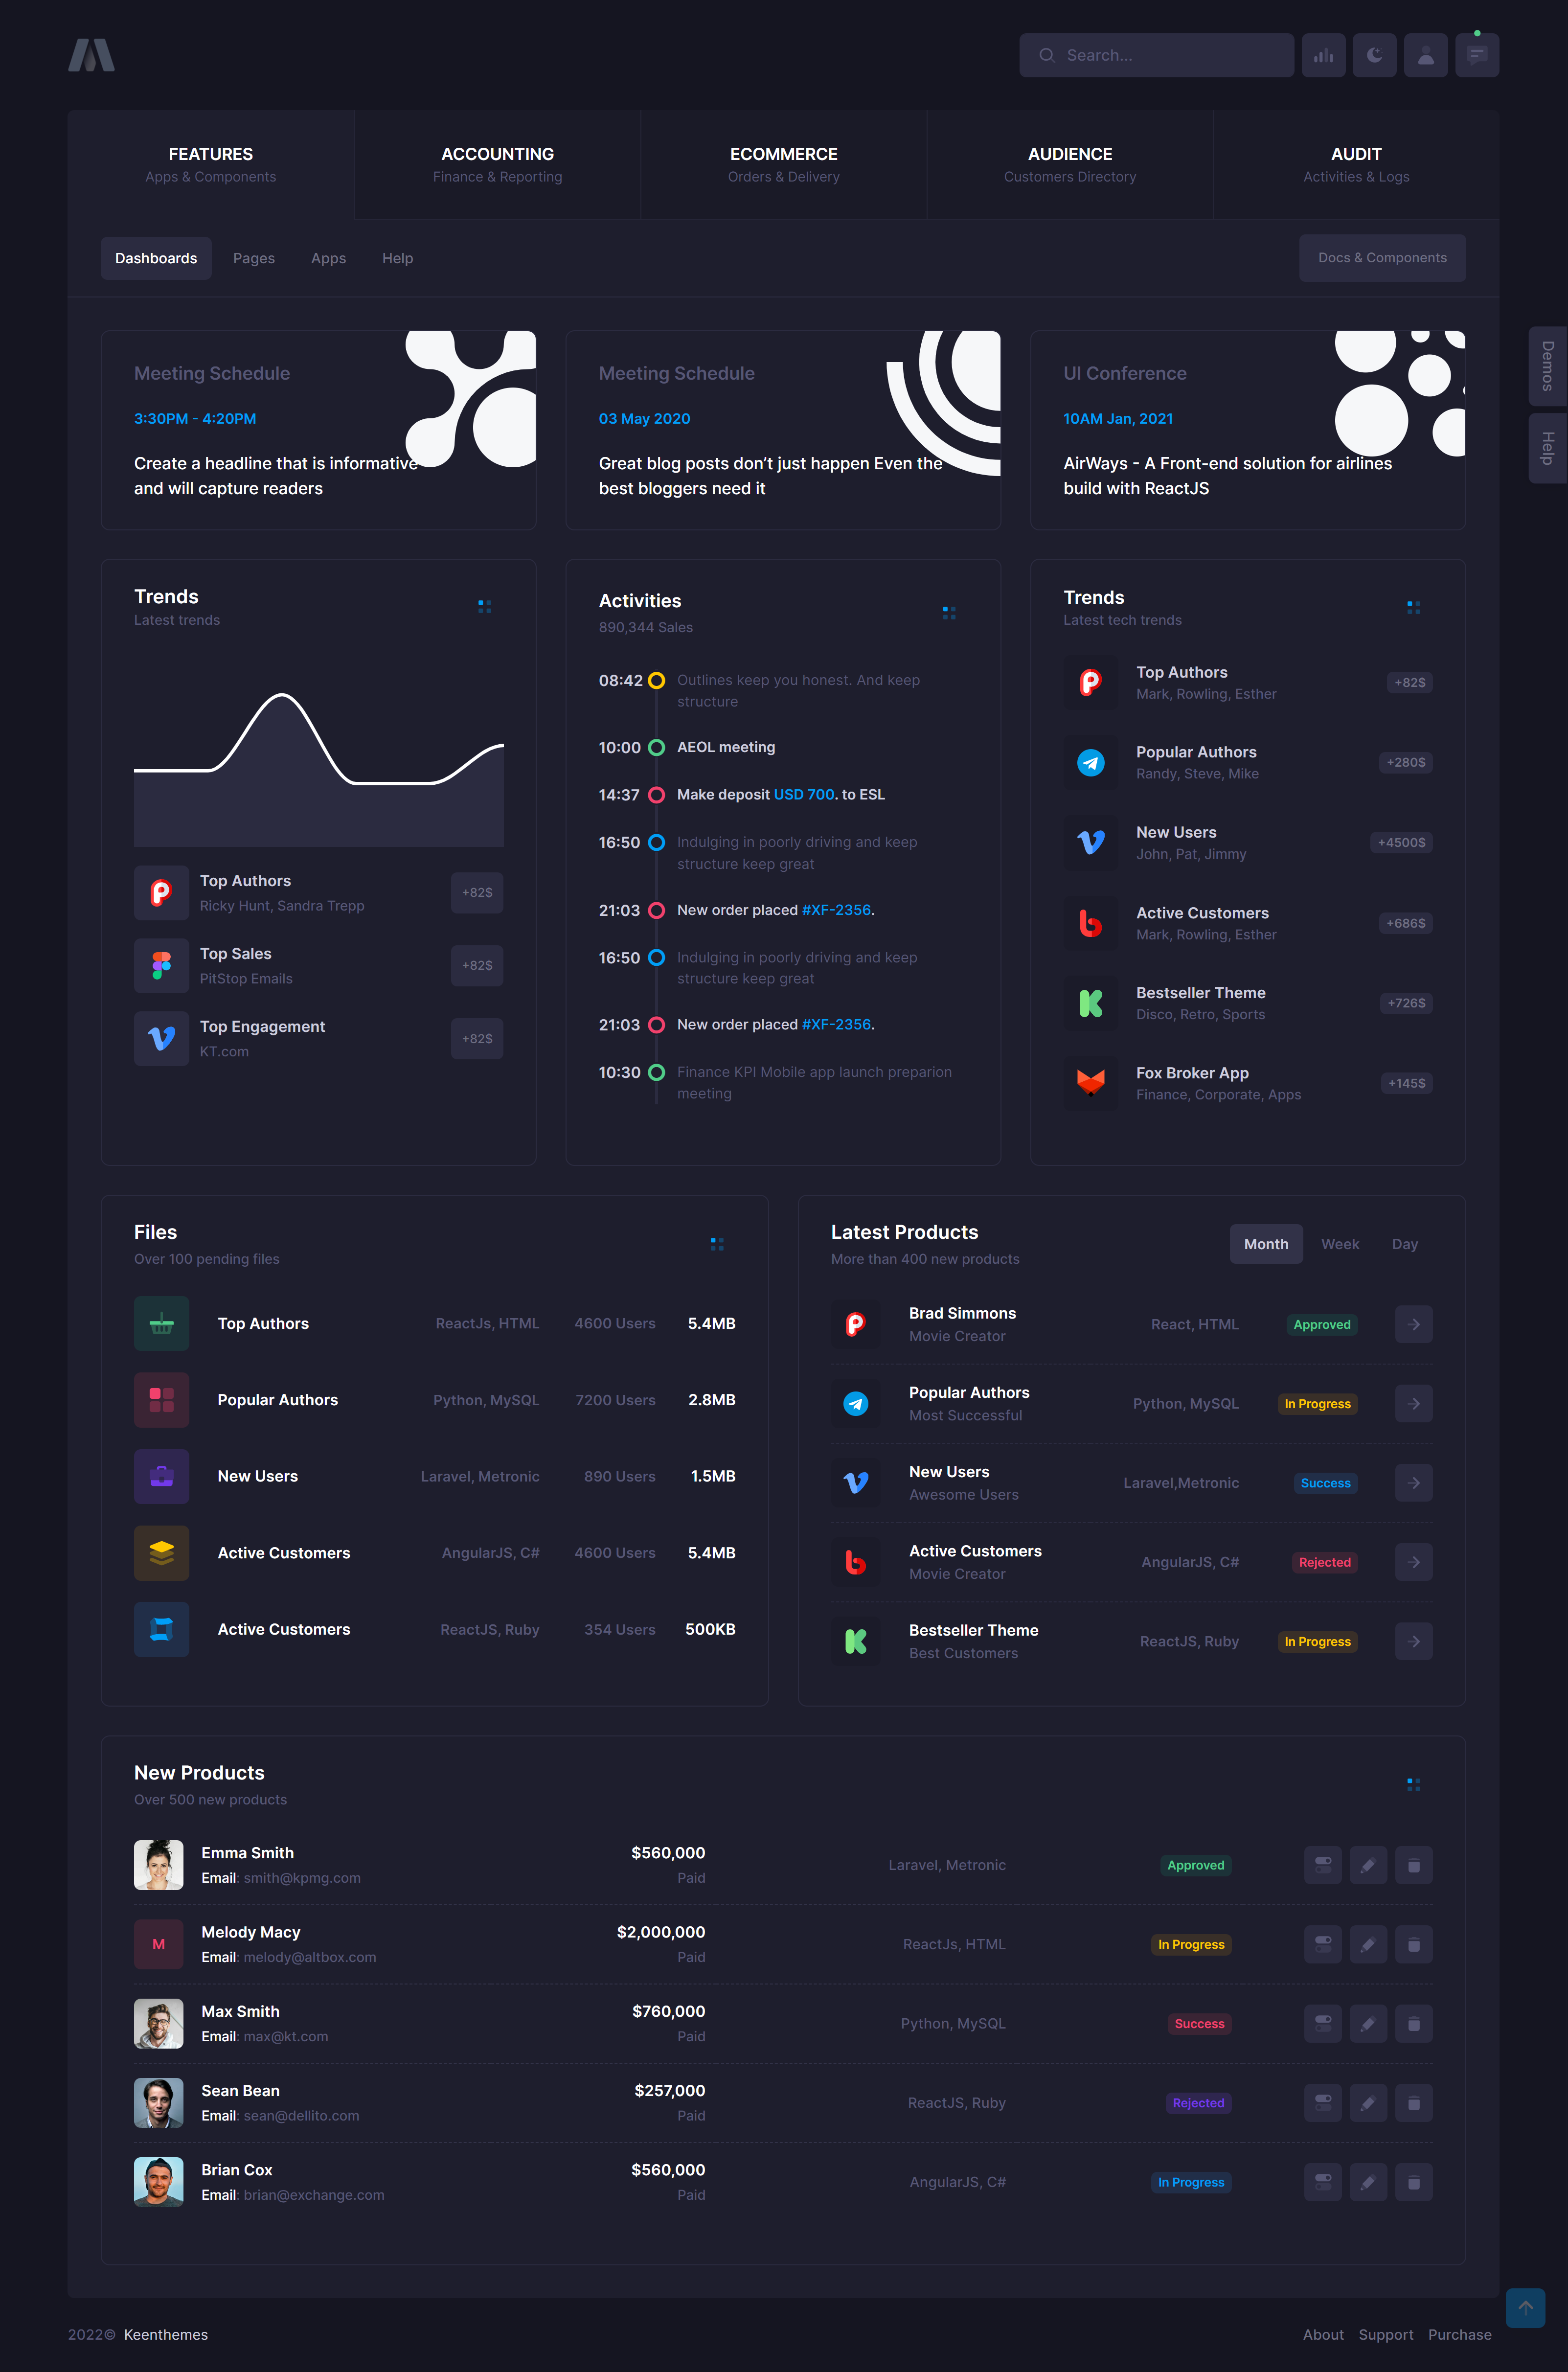 Search...
FEATURES
Apps & Components
ACCOUNTING
Finance & Reporting
ECOMMERCE
Orders & Delivery
AUDIENCE
Customers Directory
AUDIT
Activities & Logs
Dashboards
Pages
Apps
Help
Docs & Components
Demos
Help
Meeting Schedule
3:30PM - 4:20PM
Create a headline that is informative
and will capture readers
Meeting Schedule
03 May 2020
Great blog posts don’t just happen Even the
best bloggers need it
UI Conference
10AM Jan, 2021
AirWays - A Front-end solution for airlines
build with ReactJS
Trends
Latest trends
Top Authors
Ricky Hunt, Sandra Trepp
+82$
Top Sales
PitStop Emails
+82$
Top Engagement
KT.com
+82$
Activities
890,344 Sales
08:42 Outlines keep you honest. And keep
structure
10:00 AEOL meeting
14:37 Make deposit USD 700. to ESL
16:50 Indulging in poorly driving and keep
structure keep great
21:03 New order placed #XF-2356.
16:50 Indulging in poorly driving and keep
structure keep great
21:03 New order placed #XF-2356.
10:30 Finance KPI Mobile app launch preparion
meeting
Trends
Latest tech trends
Top Authors
Mark, Rowling, Esther
+82$
Popular Authors
Randy, Steve, Mike
+280$
New Users
John, Pat, Jimmy
+4500$
Active Customers
Mark, Rowling, Esther
+686$
Bestseller Theme
Disco, Retro, Sports
+726$
Fox Broker App
Finance, Corporate, Apps
+145$
Files
Over 100 pending files
Top Authors ReactJs, HTML 4600 Users 5.4MB
Popular Authors Python, MySQL 7200 Users 2.8MB
New Users Laravel, Metronic 890 Users 1.5MB
Active Customers AngularJS, C# 4600 Users 5.4MB
Active Customers ReactJS, Ruby 354 Users 500KB
Latest Products
More than 400 new products
Month Week Day
Brad Simmons
Movie Creator
React, HTML Approved
Popular Authors
Most Successful
Python, MySQL In Progress
New Users
Awesome Users
Laravel,Metronic Success
Active Customers
Movie Creator
AngularJS, C# Rejected
Bestseller Theme
Best Customers
ReactJS, Ruby In Progress
New Products
Over 500 new products
Emma Smith
Email: smith@kpmg.com
$560,000
Paid
Laravel, Metronic Approved
M
Melody Macy
Email: melody@altbox.com
$2,000,000
Paid
ReactJs, HTML In Progress
Max Smith
Email: max@kt.com
$760,000
Paid
Python, MySQL Success
Sean Bean
Email: sean@dellito.com
$257,000
Paid
ReactJS, Ruby Rejected
Brian Cox
Email: brian@exchange.com
$560,000
Paid
AngularJS, C# In Progress
2022© Keenthemes
About Support Purchase